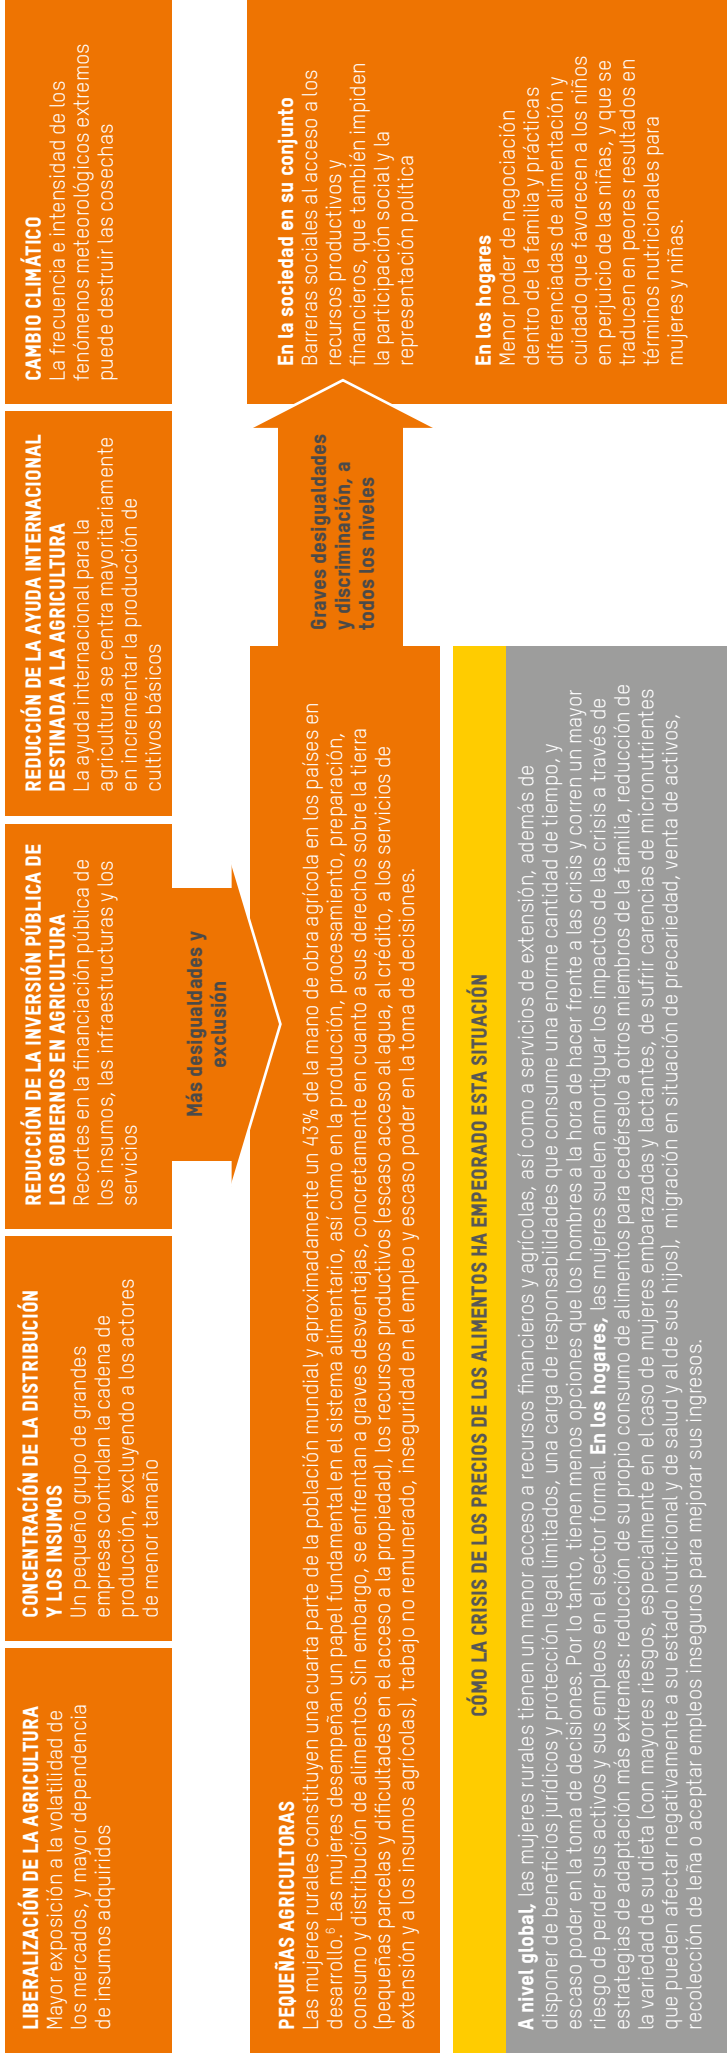 LIBERALIZACIÓN DE LA AGRICULTURA
Mayor exposición a la volatilidad de
los mercados, y mayor dependencia
de insumos adquiridos
CONCENTRACIÓN DE LA DISTRIBUCIÓN
Y LOS INSUMOS
Un pequeño grupo de grandes
empresas controlan la cadena de
producción, excluyendo a los actores
de menor tamaño
REDUCCIÓN DE LA INVERSIÓN PÚBLICA DE
LOS GOBIERNOS EN AGRICULTURA
Recortes en la financiación pública de
los insumos, las infraestructuras y los
servicios
REDUCCIÓN DE LA AYUDA INTERNACIONAL
DESTINADA A LA AGRICULTURA
La ayuda internacional para la
agricultura se centra mayoritariamente
en incrementar la producción de
cultivos básicos
CAMBIO CLIMÁTICO
La frecuencia e intensidad de los
fenómenos meteorológicos extremos
puede destruir las cosechas
Más desigualdades y
exclusión
PEQUEÑAS AGRICULTORAS
Las mujeres rurales constituyen una cuarta parte de la población mundial y aproximadamente un 43% de la mano de obra agrícola en los países en
desarrollo.⁶ Las mujeres desempeñan un papel fundamental en el sistema alimentario, así como en la producción, procesamiento, preparación,
consumo y distribución de alimentos. Sin embargo, se enfrentan a graves desventajas, concretamente en cuanto a sus derechos sobre la tierra
(pequeñas parcelas y dificultades en el acceso a la propiedad), los recursos productivos (escaso acceso al agua, al crédito, a los servicios de
extensión y a los insumos agrícolas), trabajo no remunerado, inseguridad en el empleo y escaso poder en la toma de decisiones.
Graves desigualdades
y discriminación, a
todos los niveles
En la sociedad en su conjunto
Barreras sociales al acceso a los
recursos productivos y
financieros, que también impiden
la participación social y la
representación política
En los hogares
Menor poder de negociación
dentro de la familia y prácticas
diferenciadas de alimentación y
cuidado que favorecen a los niños
en perjuicio de las niñas, y que se
traducen en peores resultados en
términos nutricionales para
mujeres y niñas.
CÓMO LA CRISIS DE LOS PRECIOS DE LOS ALIMENTOS HA EMPEORADO ESTA SITUACIÓN
A nivel global, las mujeres rurales tienen un menor acceso a recursos financieros y agrícolas, así como a servicios de extensión, además de
disponer de beneficios jurídicos y protección legal limitados, una carga de responsabilidades que consume una enorme cantidad de tiempo, y
escaso poder en la toma de decisiones. Por lo tanto, tienen menos opciones que los hombres a la hora de hacer frente a las crisis y corren un mayor
riesgo de perder sus activos y sus empleos en el sector formal. En los hogares, las mujeres suelen amortiguar los impactos de las crisis a través de
estrategias de adaptación más extremas: reducción de su propio consumo de alimentos para cedérselo a otros miembros de la familia, reducción de
la variedad de su dieta (con mayores riesgos, especialmente en el caso de mujeres embarazadas y lactantes, de sufrir carencias de micronutrientes
que pueden afectar negativamente a su estado nutricional y de salud y al de sus hijos), migración en situación de precariedad, venta de activos,
recolección de leña o aceptar empleos inseguros para mejorar sus ingresos.